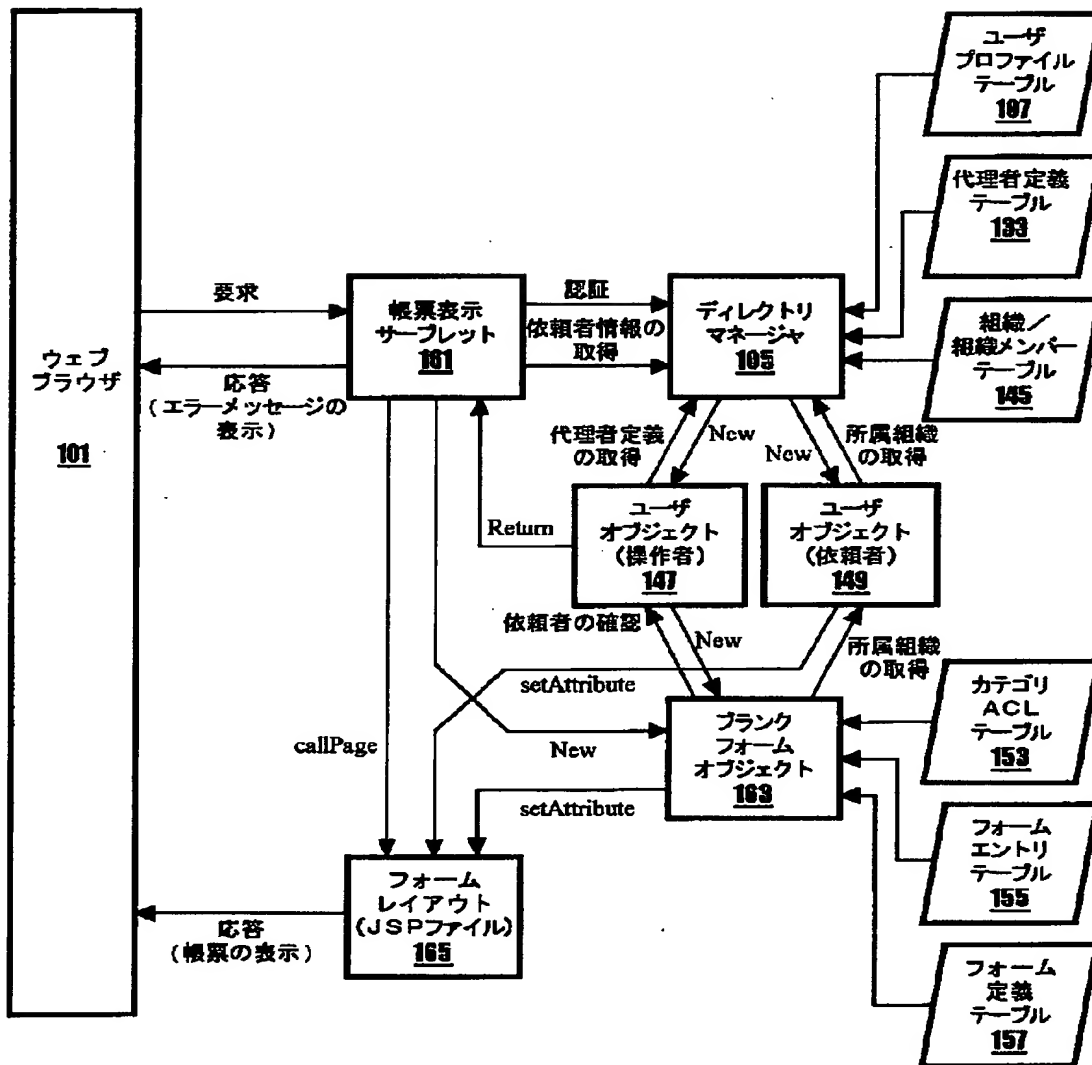 ユーザ
プロファイル
テーブル
107
代理者定義
テーブル
133
組織／
組織メンバー
テーブル
145
要求
帳票表示
サーブレット
161
認証
依頼者情報の
取得
ディレクトリ
マネージャ
105
ウェブ
ブラウザ
101
応答
(エラーメッセージの
表示)
代理者定義
の取得
New
New
所属組織
の取得
Return
ユーザ
オブジェクト
(操作者)
147
ユーザ
オブジェクト
(依頼者)
149
依頼者の確認
New
所属組織
の取得
setAttribute
callPage
New
ブランク
フォーム
オブジェクト
163
setAttribute
カテゴリ
ACL
テーブル
153
フォーム
エントリ
テーブル
155
フォーム
レイアウト
(JSPファイル)
165
応答
(帳票の表示)
フォーム
定義
テーブル
157